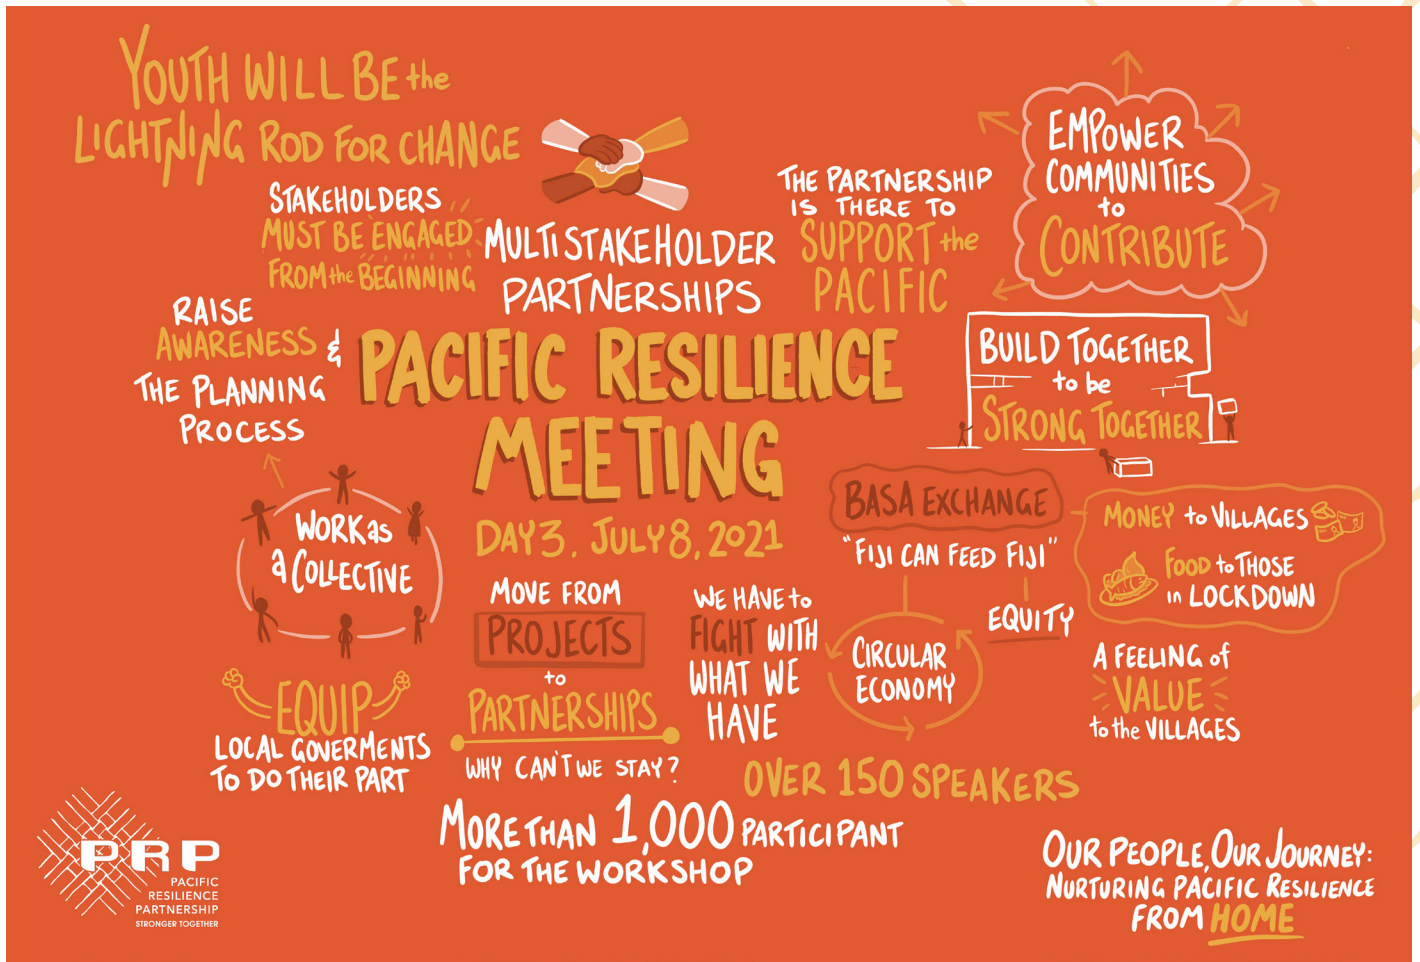 YOUTH WILL BE the
LIGHTNING ROD FOR CHANGE
STAKEHOLDERS
MUST BE ENGAGED
FROM the BEGINNING
MULTISTAKEHOLDER
PARTNERSHIPS
THE PARTNERSHIP
IS THERE TO
SUPPORT the
PACIFIC
EMPOWER
COMMUNITIES
to
CONTRIBUTE
RAISE
AWARENESS &
THE PLANNING
PROCESS
PACIFIC RESILIENCE
MEETING
DAY 3, JULY 8, 2021
BUILD TOGETHER
to be
STRONG TOGETHER
WORK as
a COLLECTIVE
BASA EXCHANGE
"FIJI CAN FEED FIJI"
EQUITY
CIRCULAR
ECONOMY
MONEY to VILLAGES
FOOD to THOSE
in LOCKDOWN
A FEELING of
VALUE
to the VILLAGES
EQUIP
LOCAL GOVERMENTS
TO DO THEIR PART
MOVE FROM
PROJECTS
to
PARTNERSHIPS
WHY CAN'T WE STAY?
WE HAVE to
FIGHT WITH
WHAT WE
HAVE
OVER 150 SPEAKERS
MORE THAN 1,000 PARTICIPANT
FOR THE WORKSHOP
PRP
PACIFIC
RESILIENCE
PARTNERSHIP
STRONGER TOGETHER
OUR PEOPLE, OUR JOURNEY:
NURTURING PACIFIC RESILIENCE
FROM HOME